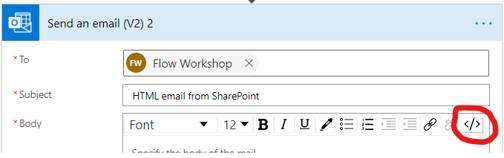 Send an email (V2) 2
* To
FW Flow Workshop
* Subject
HTML email from SharePoint
* Body
Font 12 B I U </>
Specify the body of the mail